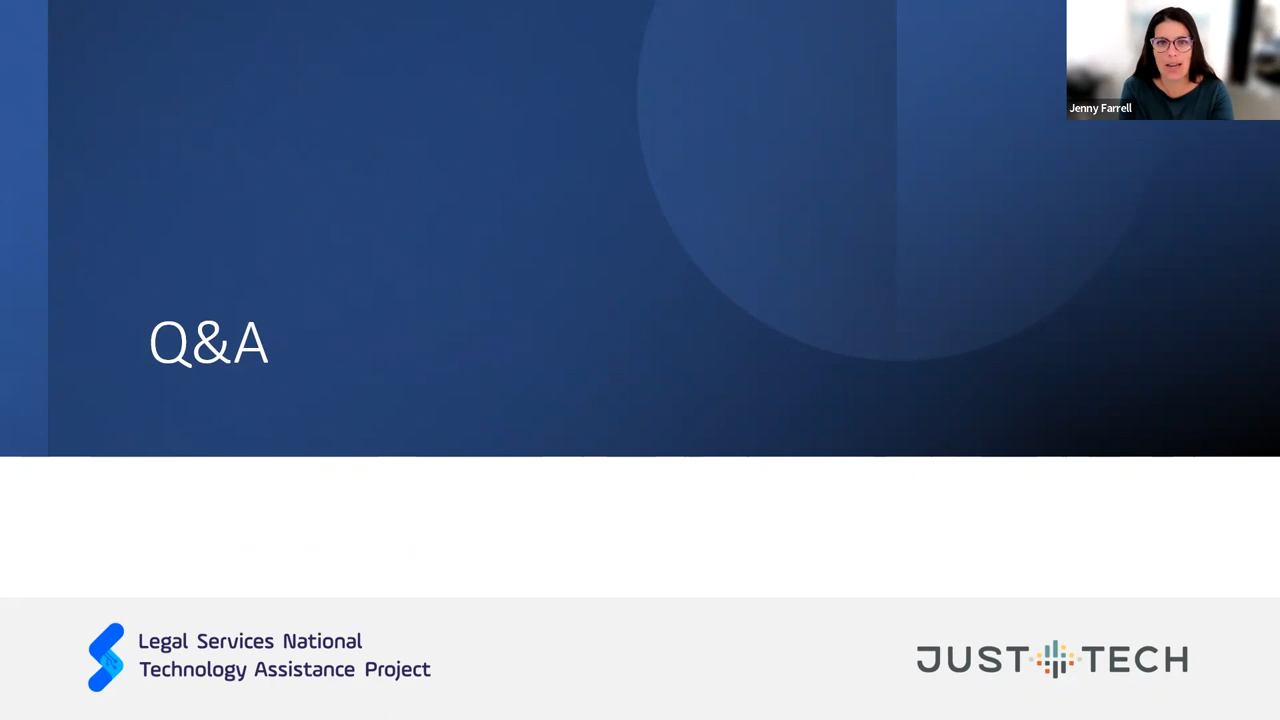 Jenny Farrell
Q&A
Legal Services National
Technology Assistance Project
JUST TECH